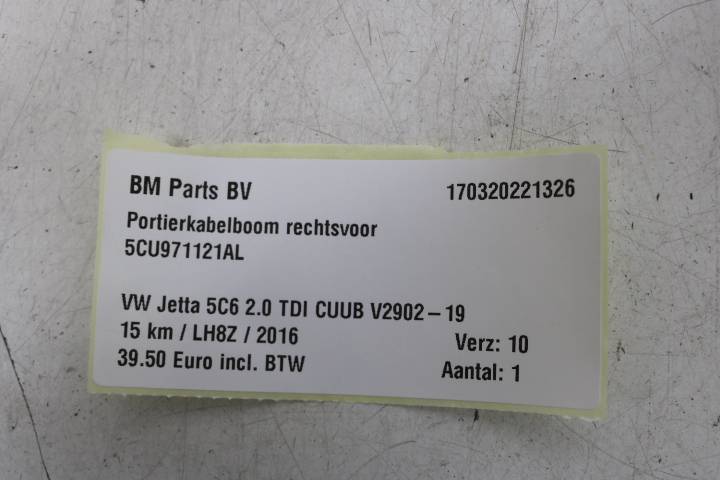 BM Parts BV 170320221326
Portierkabelboom rechtsvoor
5CU971121AL
VW Jetta 5C6 2.0 TDI CUUB V2902-19
15 km / LH8Z / 2016 Verz: 10
39.50 Euro incl. BTW Aantal: 1